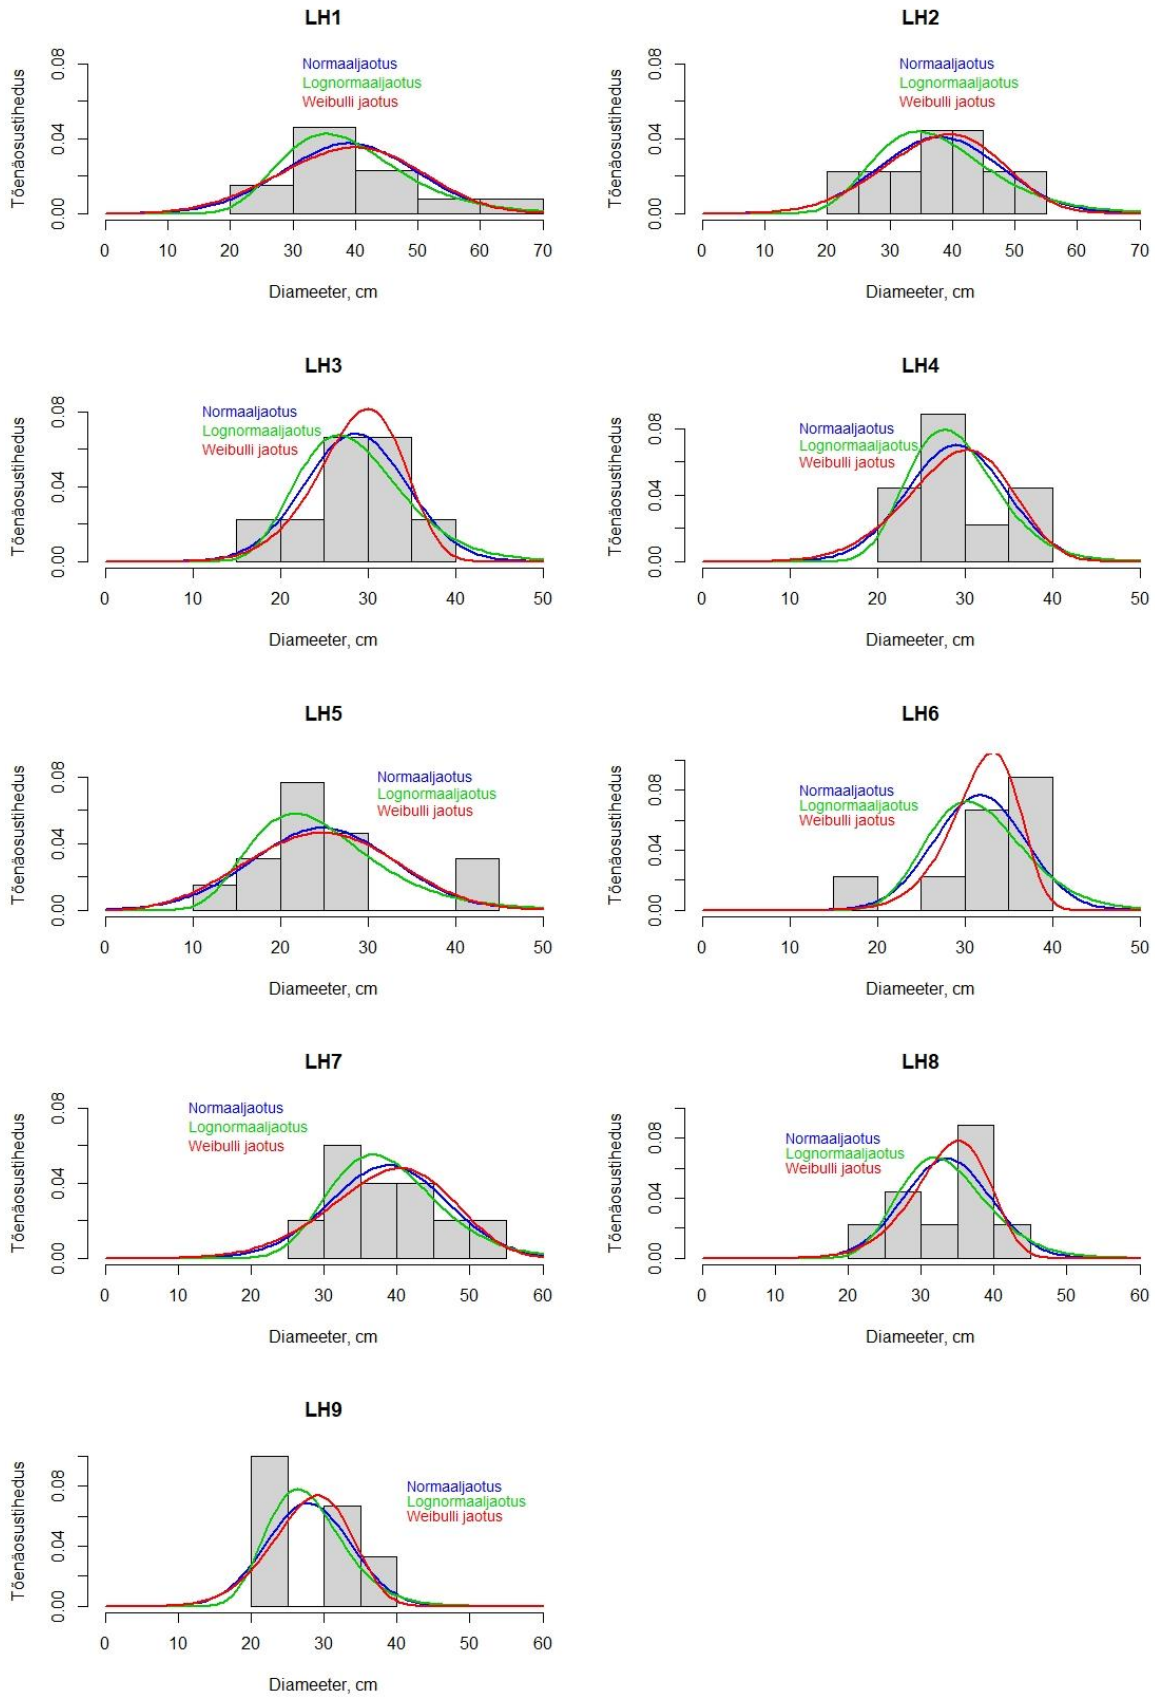 LH1
Tõenäosustihedus
0.00 0.04 0.08
Normaaljaotus
Lognormaaljaotus
Weibulli jaotus
0 10 20 30 40 50 60 70
Diameeter, cm
LH2
Tõenäosustihedus
0.00 0.04 0.08
Normaaljaotus
Lognormaaljaotus
Weibulli jaotus
0 10 20 30 40 50 60 70
Diameeter, cm
LH3
Tõenäosustihedus
0.00 0.04 0.08
Normaaljaotus
Lognormaaljaotus
Weibulli jaotus
0 10 20 30 40 50
Diameeter, cm
LH4
Tõenäosustihedus
0.00 0.04 0.08
Normaaljaotus
Lognormaaljaotus
Weibulli jaotus
0 10 20 30 40 50
Diameeter, cm
LH5
Tõenäosustihedus
0.00 0.04 0.08
Normaaljaotus
Lognormaaljaotus
Weibulli jaotus
0 10 20 30 40 50
Diameeter, cm
LH6
Tõenäosustihedus
0.00 0.04 0.08
Normaaljaotus
Lognormaaljaotus
Weibulli jaotus
0 10 20 30 40 50
Diameeter, cm
LH7
Tõenäosustihedus
0.00 0.04 0.08
Normaaljaotus
Lognormaaljaotus
Weibulli jaotus
0 10 20 30 40 50 60
Diameeter, cm
LH8
Tõenäosustihedus
0.00 0.04 0.08
Normaaljaotus
Lognormaaljaotus
Weibulli jaotus
0 10 20 30 40 50 60
Diameeter, cm
LH9
Tõenäosustihedus
0.00 0.04 0.08
Normaaljaotus
Lognormaaljaotus
Weibulli jaotus
0 10 20 30 40 50 60
Diameeter, cm